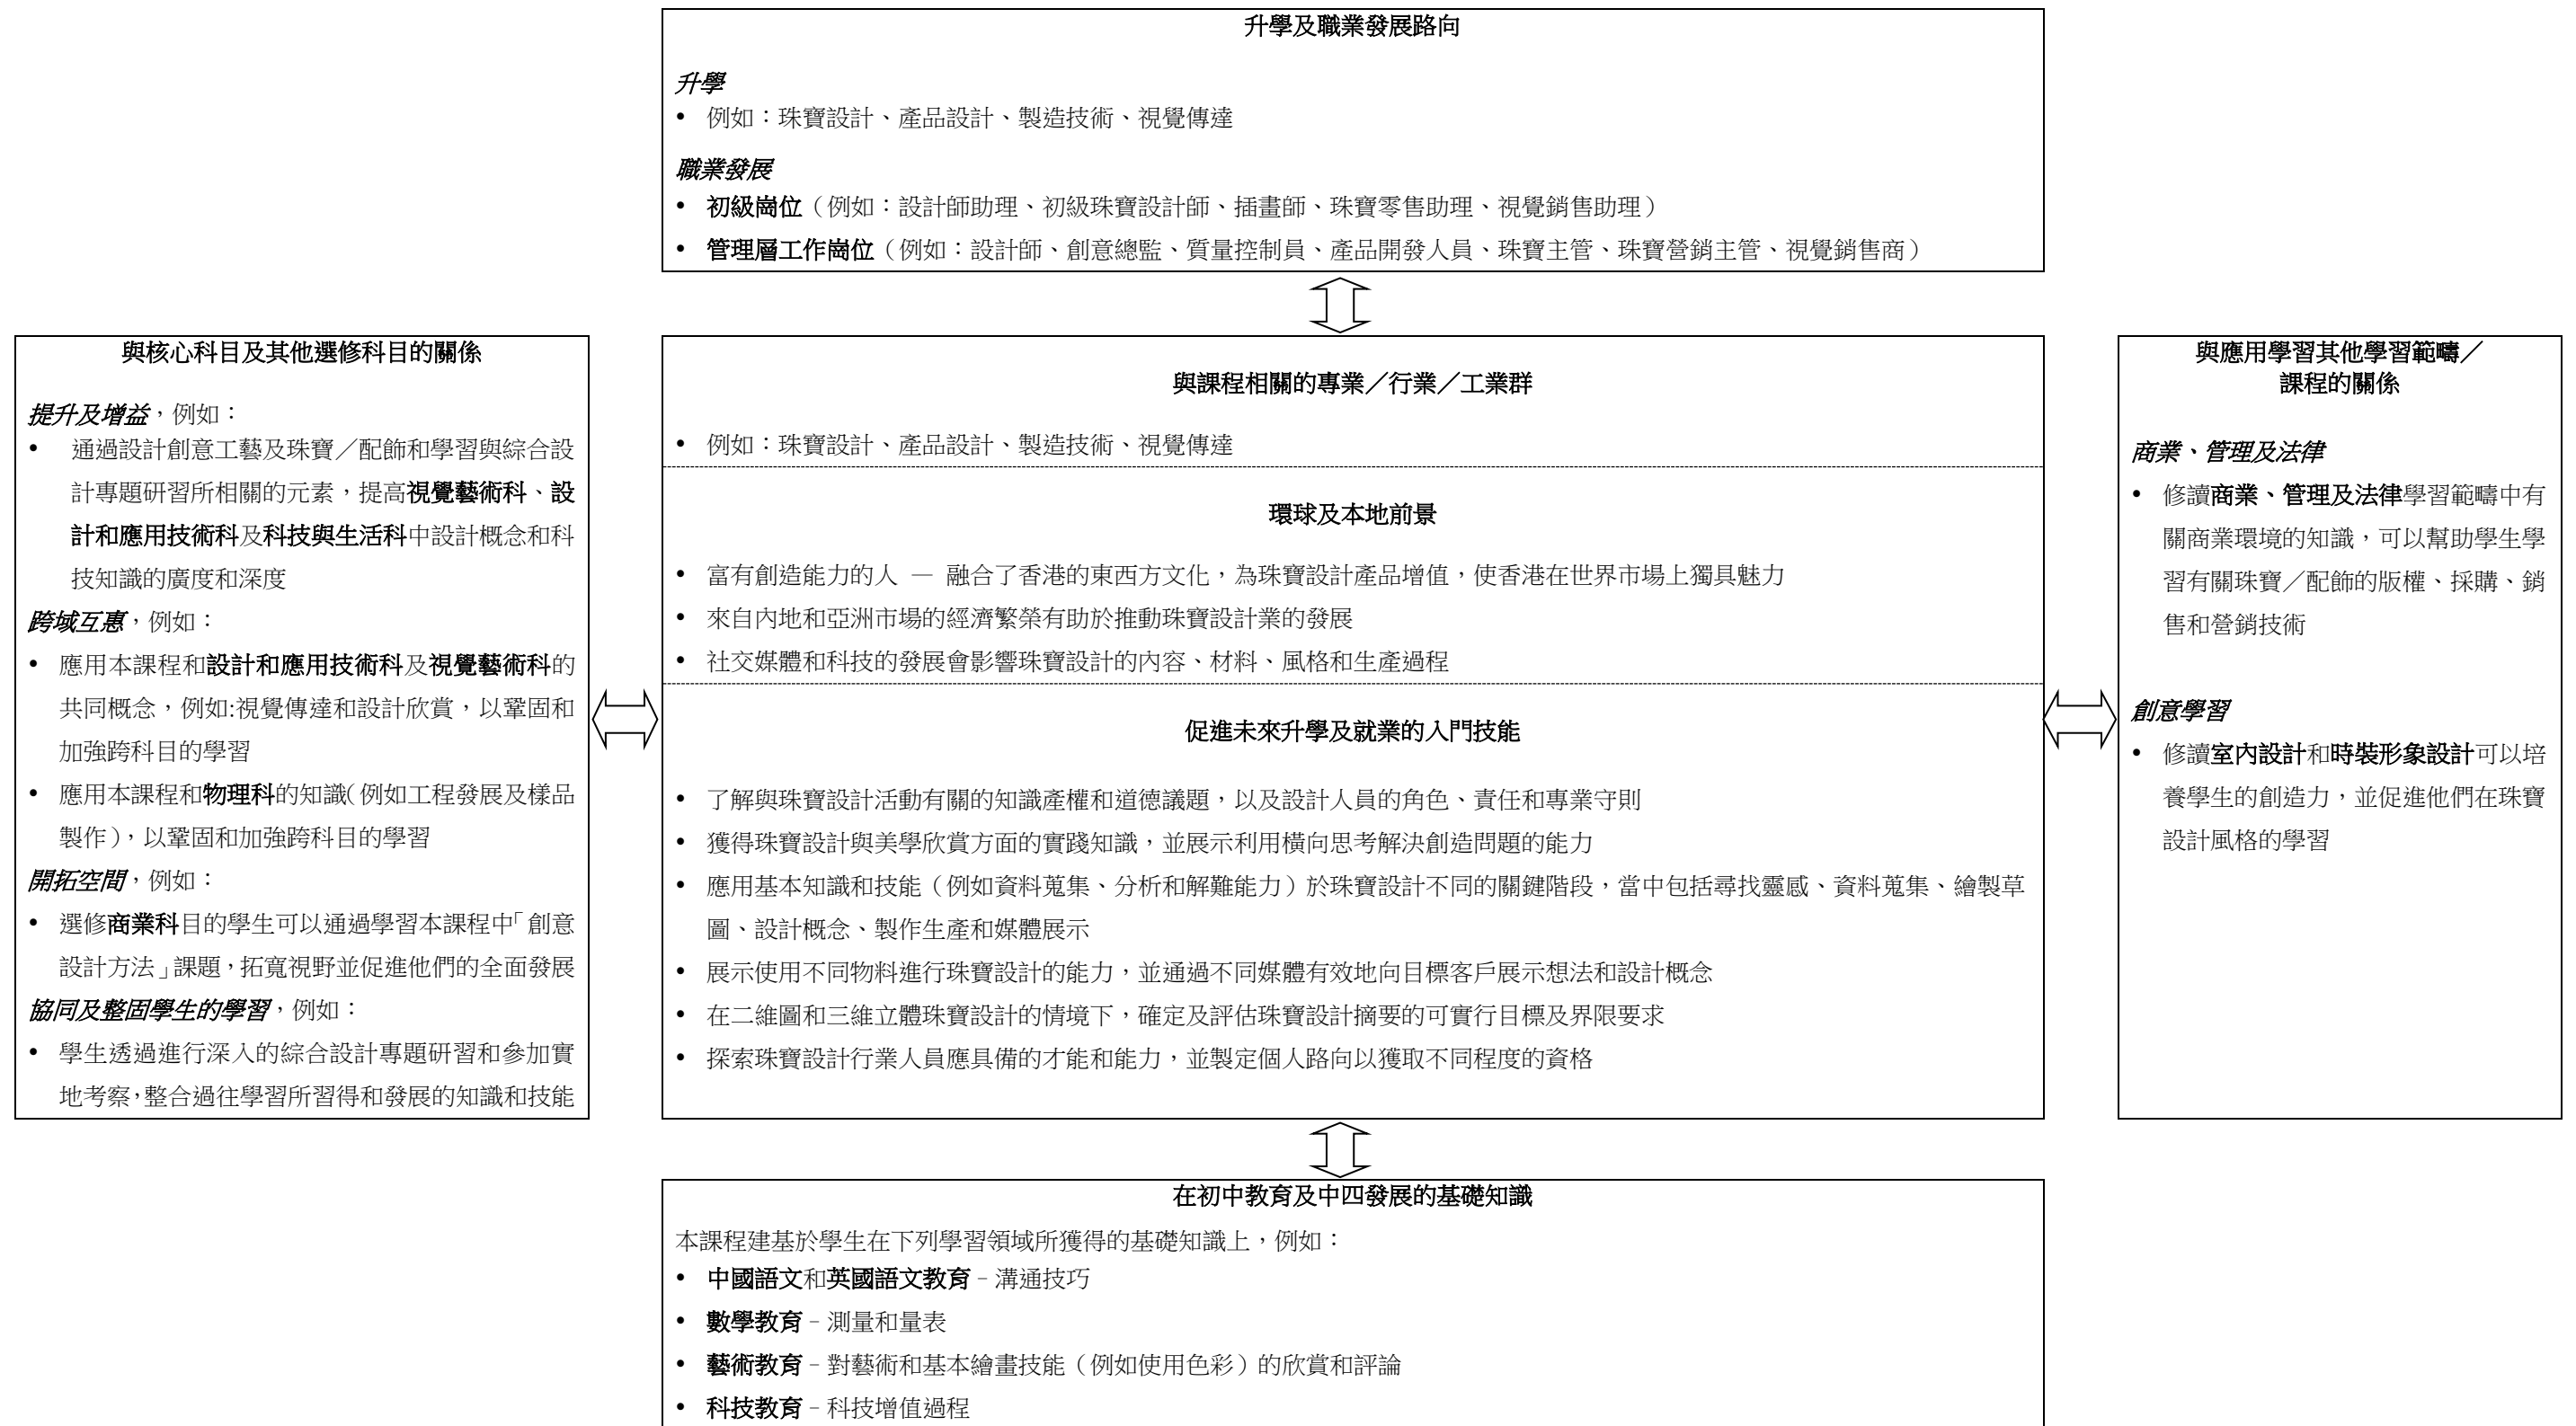 升學及職業發展路向
升學
• 例如：珠寶設計、產品設計、製造技術、視覺傳達
職業發展
• 初級崗位（例如：設計師助理、初級珠寶設計師、插畫師、珠寶零售助理、視覺銷售助理）
• 管理層工作崗位（例如：設計師、創意總監、質量控制員、產品開發人員、珠寶主管、珠寶營銷主管、視覺銷售商）
與核心科目及其他選修科目的關係
提升及增益，例如：
• 通過設計創意工藝及珠寶／配飾和學習與綜合設
計專題研習所相關的元素，提高視覺藝術科、設
計和應用技術科及科技與生活科中設計概念和科
技知識的廣度和深度
跨域互惠，例如：
• 應用本課程和設計和應用技術科及視覺藝術科的
共同概念，例如:視覺傳達和設計欣賞，以鞏固和
加強跨科目的學習
• 應用本課程和物理科的知識（例如工程發展及樣品
製作），以鞏固和加強跨科目的學習
開拓空間，例如：
• 選修商業科目的學生可以通過學習本課程中「創意
設計方法」課題，拓寬視野並促進他們的全面發展
協同及整固學生的學習，例如：
• 學生透過進行深入的綜合設計專題研習和參加實
地考察，整合過往學習所習得和發展的知識和技能
與課程相關的專業／行業／工業群
• 例如：珠寶設計、產品設計、製造技術、視覺傳達
環球及本地前景
• 富有創造能力的人 — 融合了香港的東西方文化，為珠寶設計產品增值，使香港在世界市場上獨具魅力
• 來自內地和亞洲市場的經濟繁榮有助於推動珠寶設計業的發展
• 社交媒體和科技的發展會影響珠寶設計的內容、材料、風格和生產過程
促進未來升學及就業的入門技能
• 了解與珠寶設計活動有關的知識產權和道德議題，以及設計人員的角色、責任和專業守則
• 獲得珠寶設計與美學欣賞方面的實踐知識，並展示利用橫向思考解決創造問題的能力
• 應用基本知識和技能（例如資料蒐集、分析和解難能力）於珠寶設計不同的關鍵階段，當中包括尋找靈感、資料蒐集、繪製草
圖、設計概念、製作生產和媒體展示
• 展示使用不同物料進行珠寶設計的能力，並通過不同媒體有效地向目標客戶展示想法和設計概念
• 在二維圖和三維立體珠寶設計的情境下，確定及評估珠寶設計摘要的可實行目標及界限要求
• 探索珠寶設計行業人員應具備的才能和能力，並製定個人路向以獲取不同程度的資格
與應用學習其他學習範疇／
課程的關係
商業、管理及法律
• 修讀商業、管理及法律學習範疇中有
關商業環境的知識，可以幫助學生學
習有關珠寶／配飾的版權、採購、銷
售和營銷技術
創意學習
• 修讀室內設計和時裝形象設計可以培
養學生的創造力，並促進他們在珠寶
設計風格的學習
在初中教育及中四發展的基礎知識
本課程建基於學生在下列學習領域所獲得的基礎知識上，例如：
• 中國語文和英國語文教育 – 溝通技巧
• 數學教育 – 測量和量表
• 藝術教育 – 對藝術和基本繪畫技能（例如使用色彩）的欣賞和評論
• 科技教育 – 科技增值過程